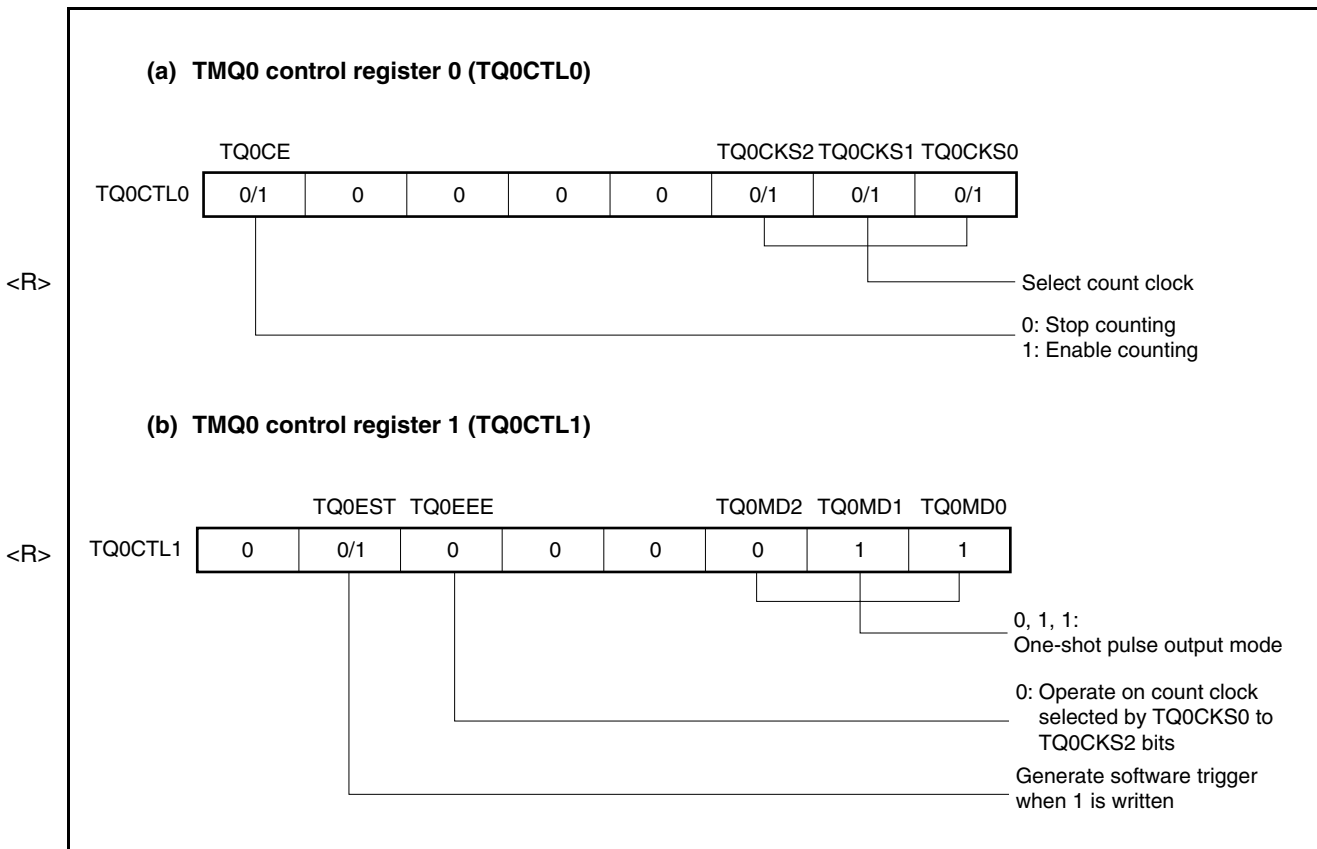 (a) TMQ0 control register 0 (TQ0CTL0)
TQ0CE TQ0CKS2 TQ0CKS1 TQ0CKS0
TQ0CTL0 0/1 0 0 0 0 0/1 0/1 0/1
<R>
Select count clock
0: Stop counting
1: Enable counting
(b) TMQ0 control register 1 (TQ0CTL1)
TQ0EST TQ0EEE TQ0MD2 TQ0MD1 TQ0MD0
<R> TQ0CTL1 0 0/1 0 0 0 0 1 1
0, 1, 1:
One-shot pulse output mode
0: Operate on count clock
selected by TQ0CKS0 to
TQ0CKS2 bits
Generate software trigger
when 1 is written